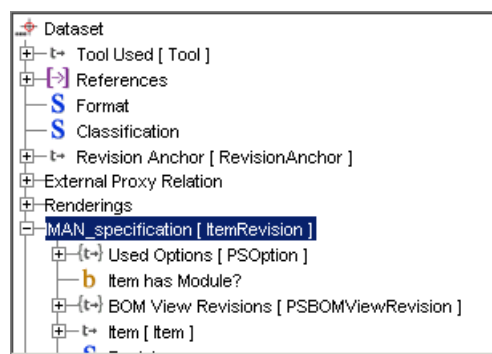 Dataset
t→ Tool Used [ Tool ]
References
S Format
S Classification
t→ Revision Anchor [ RevisionAnchor ]
External Proxy Relation
Renderings
MAN_specification [ ItemRevision ]
{t→} Used Options [ PSOption ]
b Item has Module?
{t→} BOM View Revisions [ PSBOMViewRevision ]
t→ Item [ Item ]